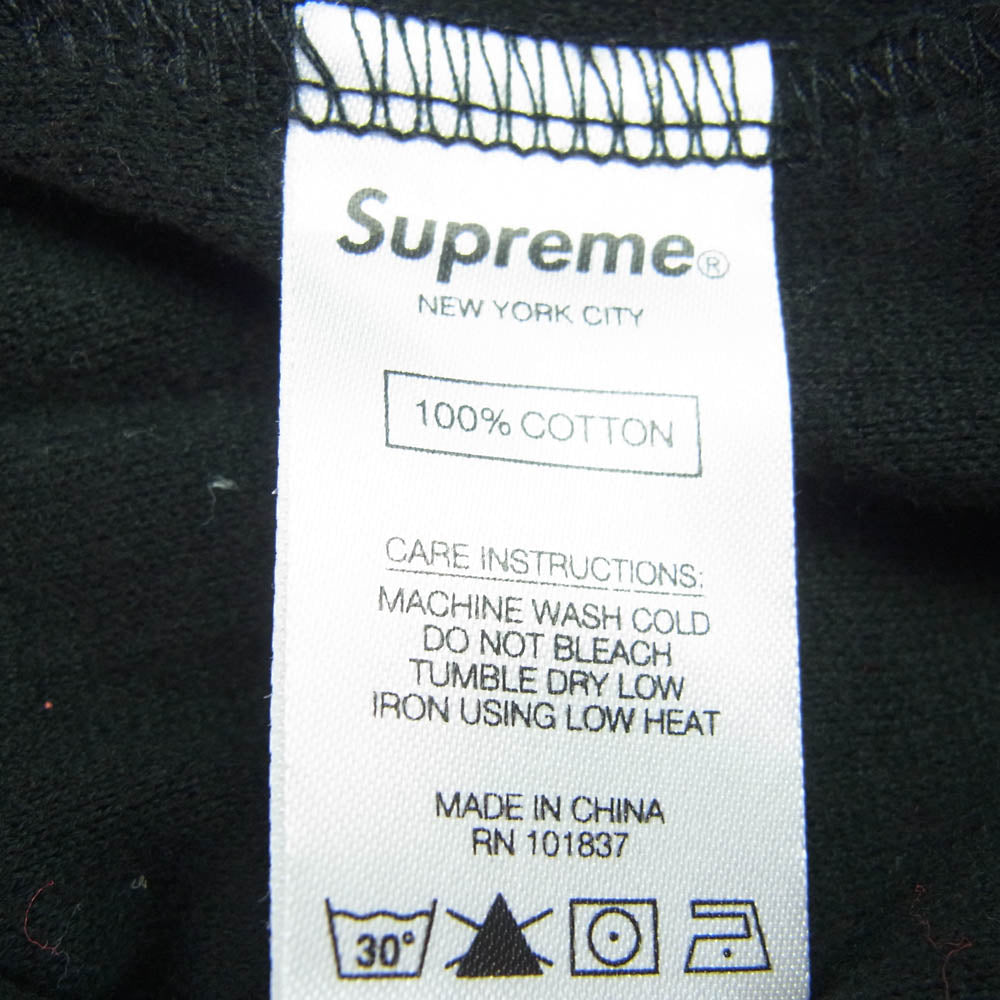 Supreme®
NEW YORK CITY
100% COTTON
CARE INSTRUCTIONS:
MACHINE WASH COLD
DO NOT BLEACH
TUMBLE DRY LOW
IRON USING LOW HEAT
MADE IN CHINA
RN 101837
30°